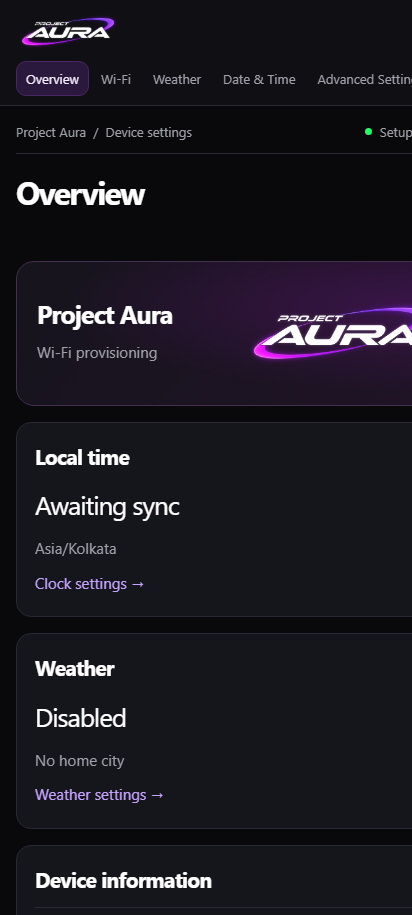 PROJECT
AURA
Overview Wi-Fi Weather Date & Time Advanced
Project Aura / Device settings Setup
Overview
Project Aura
Wi-Fi provisioning
PROJECT
AURA
Local time
Awaiting sync
Asia/Kolkata
Clock settings →
Weather
Disabled
No home city
Weather settings →
Device information